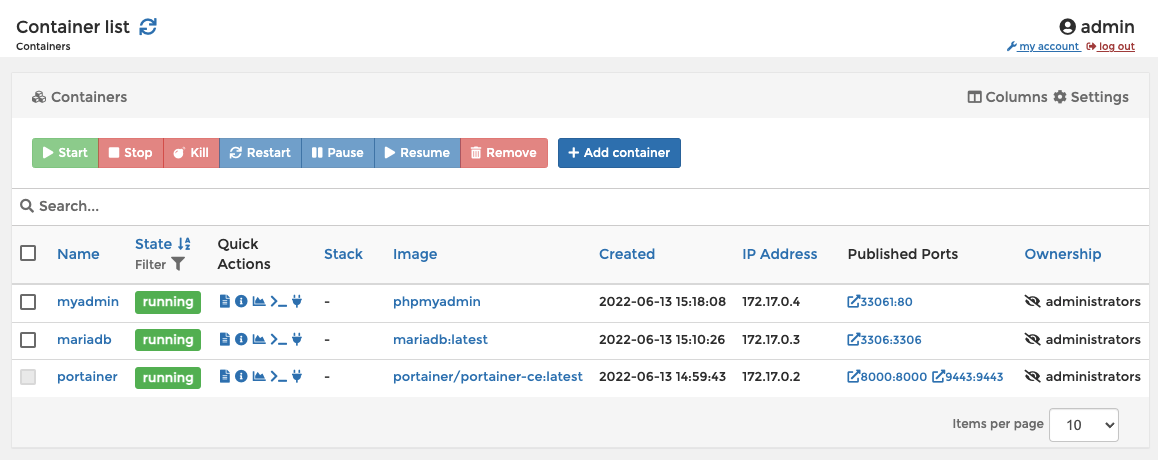 Container list
admin
Containers
my account log out
Containers
Columns Settings
Start Stop Kill Restart Pause Resume Remove + Add container
Search...
Name State Filter Quick Actions Stack Image Created IP Address Published Ports Ownership
myadmin running - phpmyadmin 2022-06-13 15:18:08 172.17.0.4 33061:80 administrators
mariadb running - mariadb:latest 2022-06-13 15:10:26 172.17.0.3 3306:3306 administrators
portainer running - portainer/portainer-ce:latest 2022-06-13 14:59:43 172.17.0.2 8000:8000 9443:9443 administrators
Items per page 10